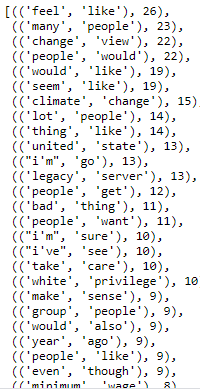 [(('feel', 'like'), 26),
(('many', 'people'), 23),
(('change', 'view'), 22),
(('people', 'would'), 22),
(('would', 'like'), 19),
(('seem', 'like'), 19),
(('climate', 'change'), 15)
(('lot', 'people'), 14),
(('thing', 'like'), 14),
(('united', 'state'), 13),
(("i'm", 'go'), 13),
(('legacy', 'server'), 13),
(('people', 'get'), 12),
(('bad', 'thing'), 11),
(('people', 'want'), 11),
(("i'm", 'sure'), 10),
(("i've", 'see'), 10),
(('take', 'care'), 10),
(('white', 'privilege'), 10
(('make', 'sense'), 9),
(('group', 'people'), 9),
(('would', 'also'), 9),
(('year', 'ago'), 9),
(('people', 'like'), 9),
(('even', 'though'), 9),
(('minimum', 'wage'), 8)